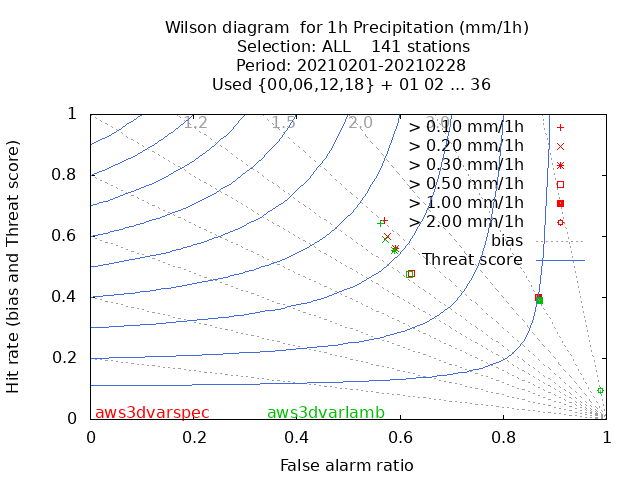 Wilson diagram  for 1h Precipitation (mm/1h)
Selection: ALL    141 stations
Period: 20210201-20210228
Used {00,06,12,18} + 01 02 ... 36
1.2 1.5 2.0 3.0
> 0.10 mm/1h
> 0.20 mm/1h
> 0.30 mm/1h
> 0.50 mm/1h
> 1.00 mm/1h
> 2.00 mm/1h
bias
Threat score
1
0.8
0.6
0.4
0.2
0
Hit rate (bias and Threat score)
aws3dvarspec aws3dvarlamb
0 0.2 0.4 0.6 0.8 1
False alarm ratio